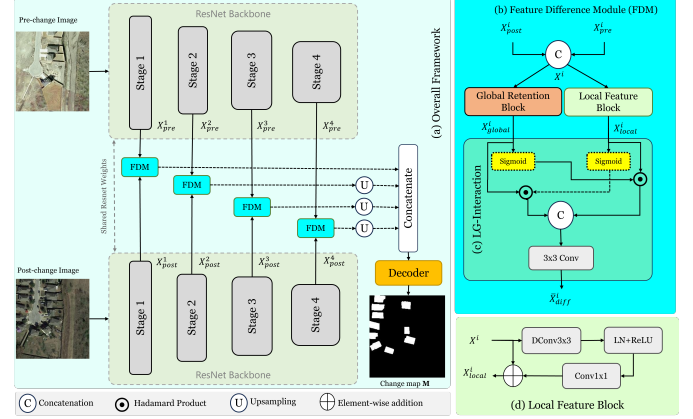 Pre-change Image
ResNet Backbone
Stage 1
Stage 2
Stage 3
Stage 4
X^1_pre
X^2_pre
X^3_pre
X^4_pre
Shared Resnet Weights
FDM
FDM
FDM
FDM
U
U
U
Concatenate
(a) Overall Framework
Decoder
Change map M
Post-change Image
X^1_post
X^2_post
X^3_post
X^4_post
Stage 1
Stage 2
Stage 3
Stage 4
ResNet Backbone
(b) Feature Difference Module (FDM)
X^i_post
X^i_pre
C
X^i
Global Retention
Block
Local Feature
Block
X^i_global
X^i_local
Sigmoid
Sigmoid
(c) LG-Interaction
C
3x3 Conv
X̄^i_diff
X^i
DConv3x3
LN+ReLU
X^i_local
Conv1x1
(d) Local Feature Block
C
Concatenation
Hadamard Product
U
Upsampling
Element-wise addition